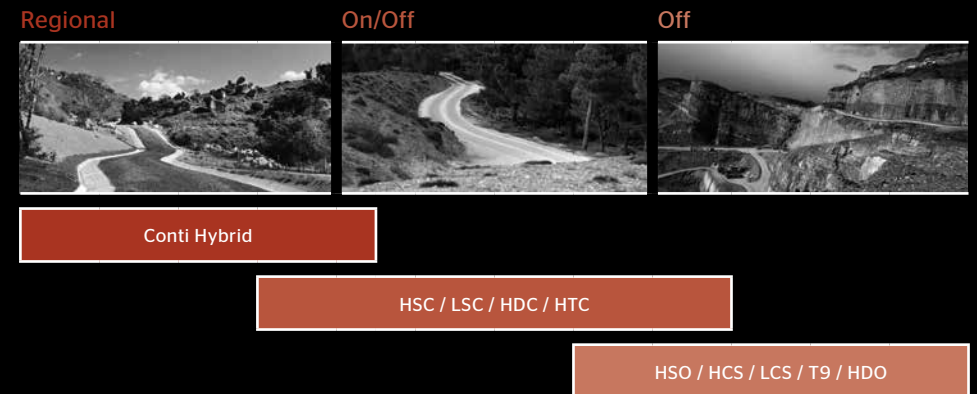 Regional
On/Off
Off
Conti Hybrid
HSC / LSC / HDC / HTC
HSO / HCS / LCS / T9 / HDO